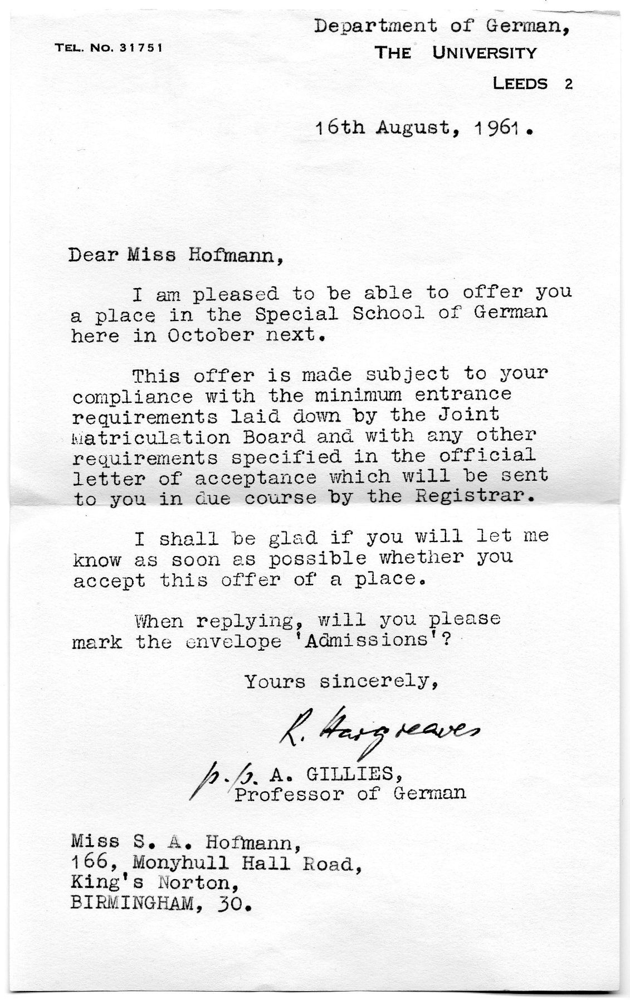 Department of German,
TEL. NO. 31751
THE UNIVERSITY
LEEDS 2
16th August, 1961.
Dear Miss Hofmann,
I am pleased to be able to offer you
a place in the Special School of German
here in October next.
This offer is made subject to your
compliance with the minimum entrance
requirements laid down by the Joint
Matriculation Board and with any other
requirements specified in the official
letter of acceptance which will be sent
to you in due course by the Registrar.
I shall be glad if you will let me
know as soon as possible whether you
accept this offer of a place.
When replying, will you please
mark the envelope 'Admissions'?
Yours sincerely,
R. Hargreaves
p.p. A. GILLIES,
Professor of German
Miss S. A. Hofmann,
166, Monyhull Hall Road,
King's Norton,
BIRMINGHAM, 30.